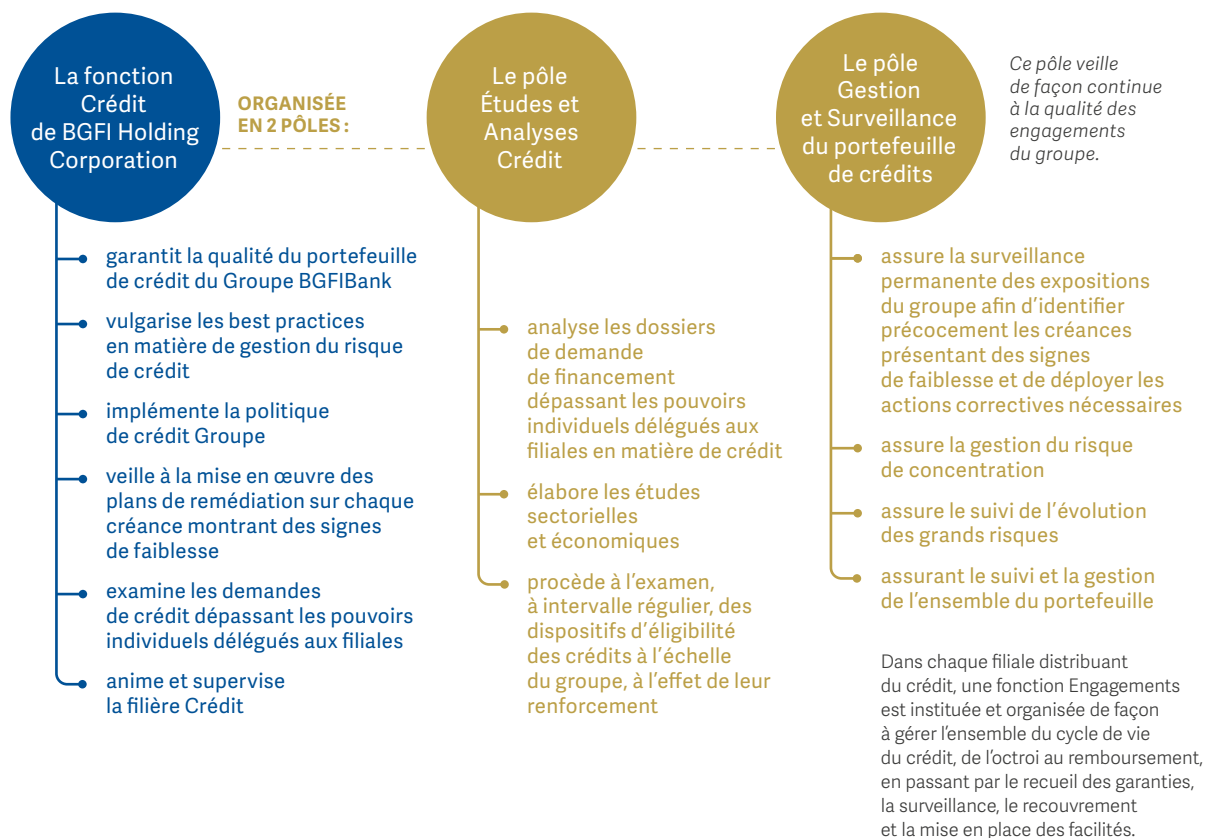 La fonction
Crédit
de BGFI Holding
Corporation
ORGANISÉE
EN 2 PÔLES :
Le pôle
Études et
Analyses
Crédit
Le pôle
Gestion
et Surveillance
du portefeuille
de crédits
Ce pôle veille
de façon continue
à la qualité des
engagements
du groupe.
garantit la qualité du portefeuille
de crédit du Groupe BGFIBank
vulgarise les best practices
en matière de gestion du risque
de crédit
implémente la politique
de crédit Groupe
veille à la mise en œuvre des
plans de remédiation sur chaque
créance montrant des signes
de faiblesse
examine les demandes
de crédit dépassant les pouvoirs
individuels délégués aux filiales
anime et supervise
la filière Crédit
analyse les dossiers
de demande
de financement
dépassant les pouvoirs
individuels délégués aux
filiales en matière de crédit
élabore les études
sectorielles
et économiques
procède à l'examen,
à intervalle régulier, des
dispositifs d'éligibilité
des crédits à l'échelle
du groupe, à l'effet de leur
renforcement
assure la surveillance
permanente des expositions
du groupe afin d'identifier
précocement les créances
présentant des signes
de faiblesse et de déployer les
actions correctives nécessaires
assure la gestion du risque
de concentration
assure le suivi de l'évolution
des grands risques
assurant le suivi et la gestion
de l'ensemble du portefeuille
Dans chaque filiale distribuant
du crédit, une fonction Engagements
est instituée et organisée de façon
à gérer l'ensemble du cycle de vie
du crédit, de l'octroi au remboursement,
en passant par le recueil des garanties,
la surveillance, le recouvrement
et la mise en place des facilités.